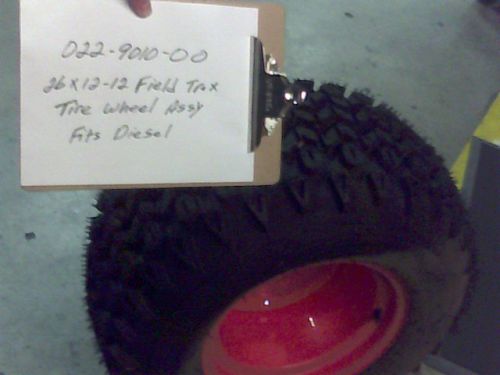 022-9010-00
26x12-12 Field Trax
Tire Wheel Assy
Fits Diesel